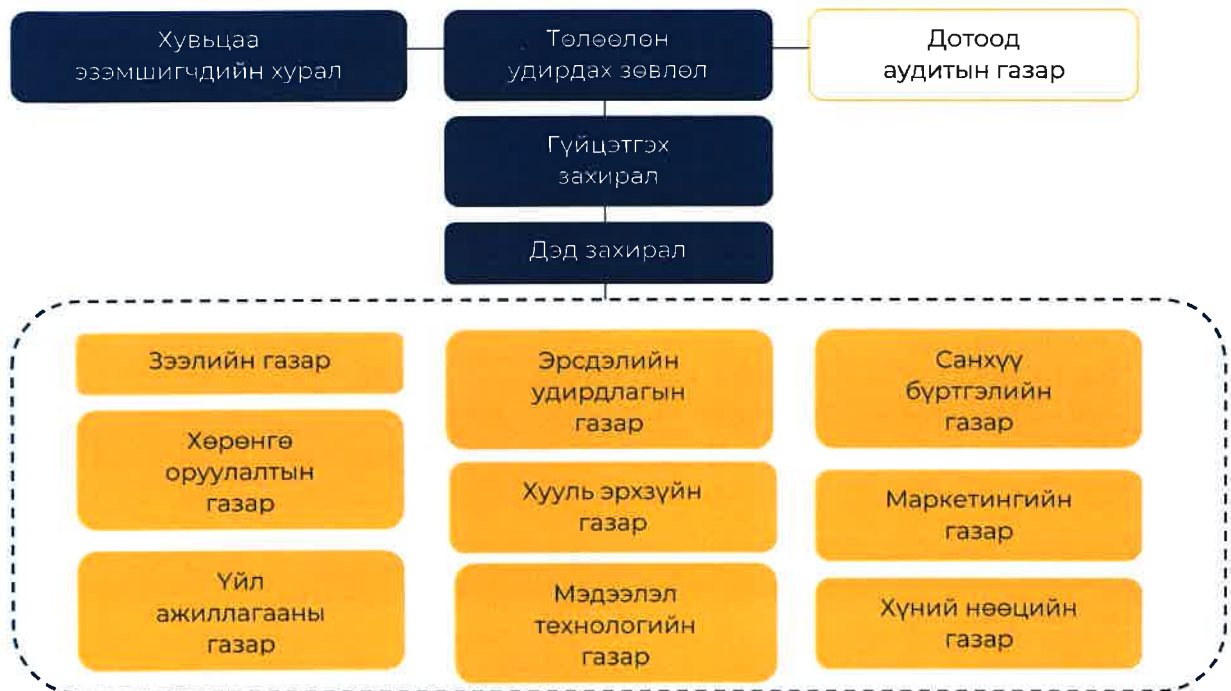 Хувьцаа
эзэмшигчдийн хурал
Төлөөлөн
удирдах зөвлөл
Дотоод
аудитын газар
Гүйцэтгэх
захирал
Дэд захирал
Зээлийн газар
Эрсдэлийн
удирдлагын
газар
Санхүү
бүртгэлийн
газар
Хөрөнгө
оруулалтын
газар
Хууль эрхзүйн
газар
Маркетингийн
газар
Үйл
ажиллагааны
газар
Мэдээлэл
технологийн
газар
Хүний нөөцийн
газар